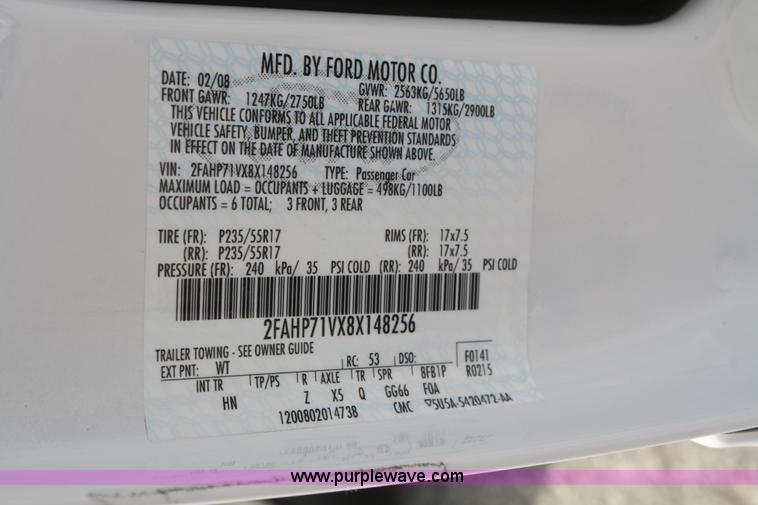 MFD. BY FORD MOTOR CO.
DATE: 02/08 GVWR: 2563KG/5650LB
FRONT GAWR: 1247KG/2750LB REAR GAWR: 1315KG/2900LB
THIS VEHICLE CONFORMS TO ALL APPLICABLE FEDERAL MOTOR
VEHICLE SAFETY, BUMPER, AND THEFT PREVENTION STANDARDS
IN EFFECT ON THE DATE OF MANUFACTURE SHOWN ABOVE.
VIN: 2FAHP71VX8X148256 TYPE: Passenger Car
MAXIMUM LOAD = OCCUPANTS + LUGGAGE = 498KG/1100LB
OCCUPANTS = 6 TOTAL; 3 FRONT, 3 REAR
TIRE (FR): P235/55R17 RIMS (FR): 17x7.5
(RR): P235/55R17 (RR): 17x7.5
PRESSURE (FR): 240 kPa/ 35 PSI COLD (RR): 240 kPa/ 35 PSI COLD
2FAHP71VX8X148256
TRAILER TOWING - SEE OWNER GUIDE
EXT PNT: WT RC: 53 DSO: F0141
R0215
INT TR TP/PS R AXLE TR SPR BFB1P
HN Z X5 Q GG66 FOA
1200802014738 CMC 5U5A-5420472-AA
www.purplewave.com